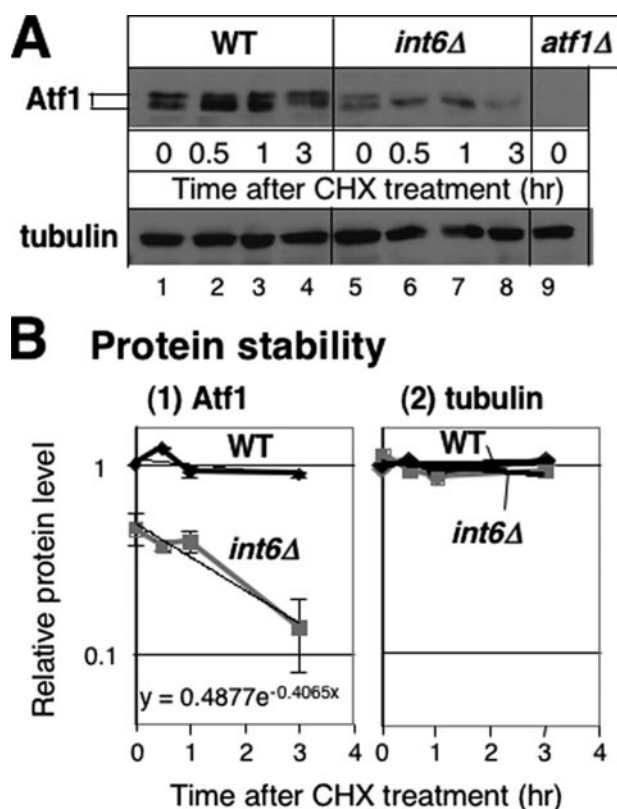 A
WT int6Δ atf1Δ
Atf1
0 0.5 1 3 0 0.5 1 3 0
Time after CHX treatment (hr)
tubulin
1 2 3 4 5 6 7 8 9
B Protein stability
(1) Atf1 (2) tubulin
WT WT
1
int6Δ int6Δ
Relative protein level
0.1
y = 0.4877e^-0.4065x
0 1 2 3 4 0 1 2 3 4
Time after CHX treatment (hr)